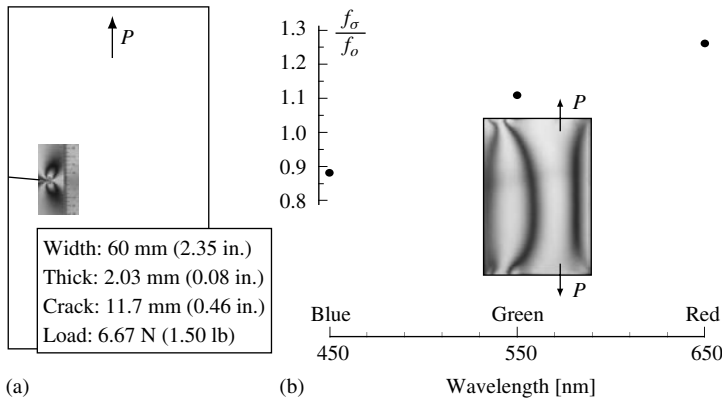 P
Width: 60 mm (2.35 in.)
Thick: 2.03 mm (0.08 in.)
Crack: 11.7 mm (0.46 in.)
Load: 6.67 N (1.50 lb)
(a)
1.3
1.2
1.1
1.0
0.9
0.8
fσ
fo
P
P
Blue
Green
Red
450
550
650
(b)
Wavelength [nm]